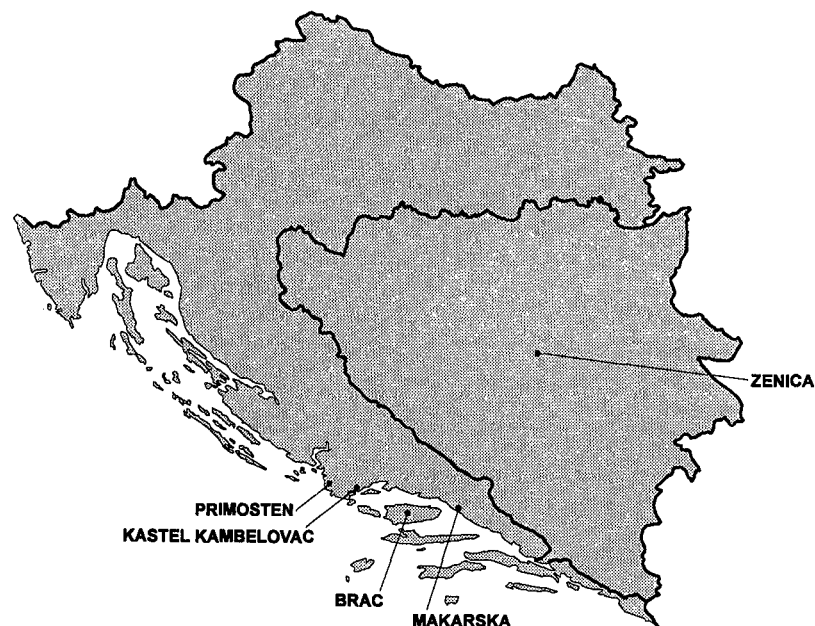 ZENICA
PRIMOSTEN
KASTEL KAMBELOVAC
BRAC
MAKARSKA